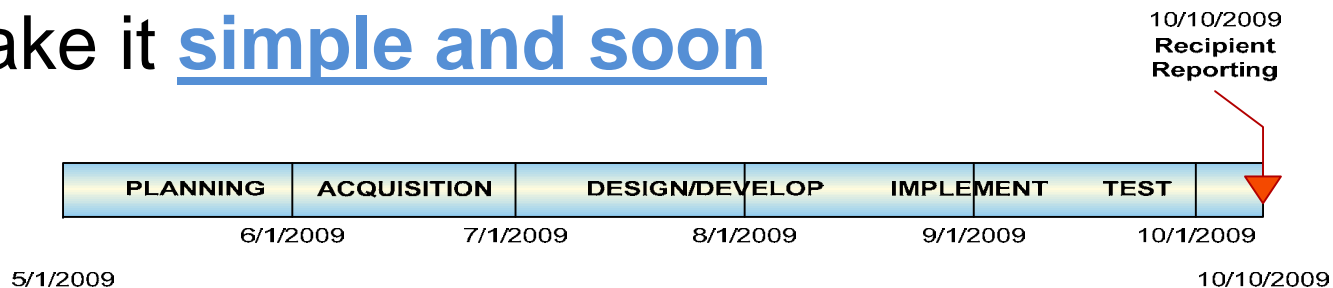 ake it simple and soon
10/10/2009
Recipient
Reporting
PLANNING ACQUISITION DESIGN/DEVELOP IMPLEMENT TEST
6/1/2009 7/1/2009 8/1/2009 9/1/2009 10/1/2009
5/1/2009 10/10/2009